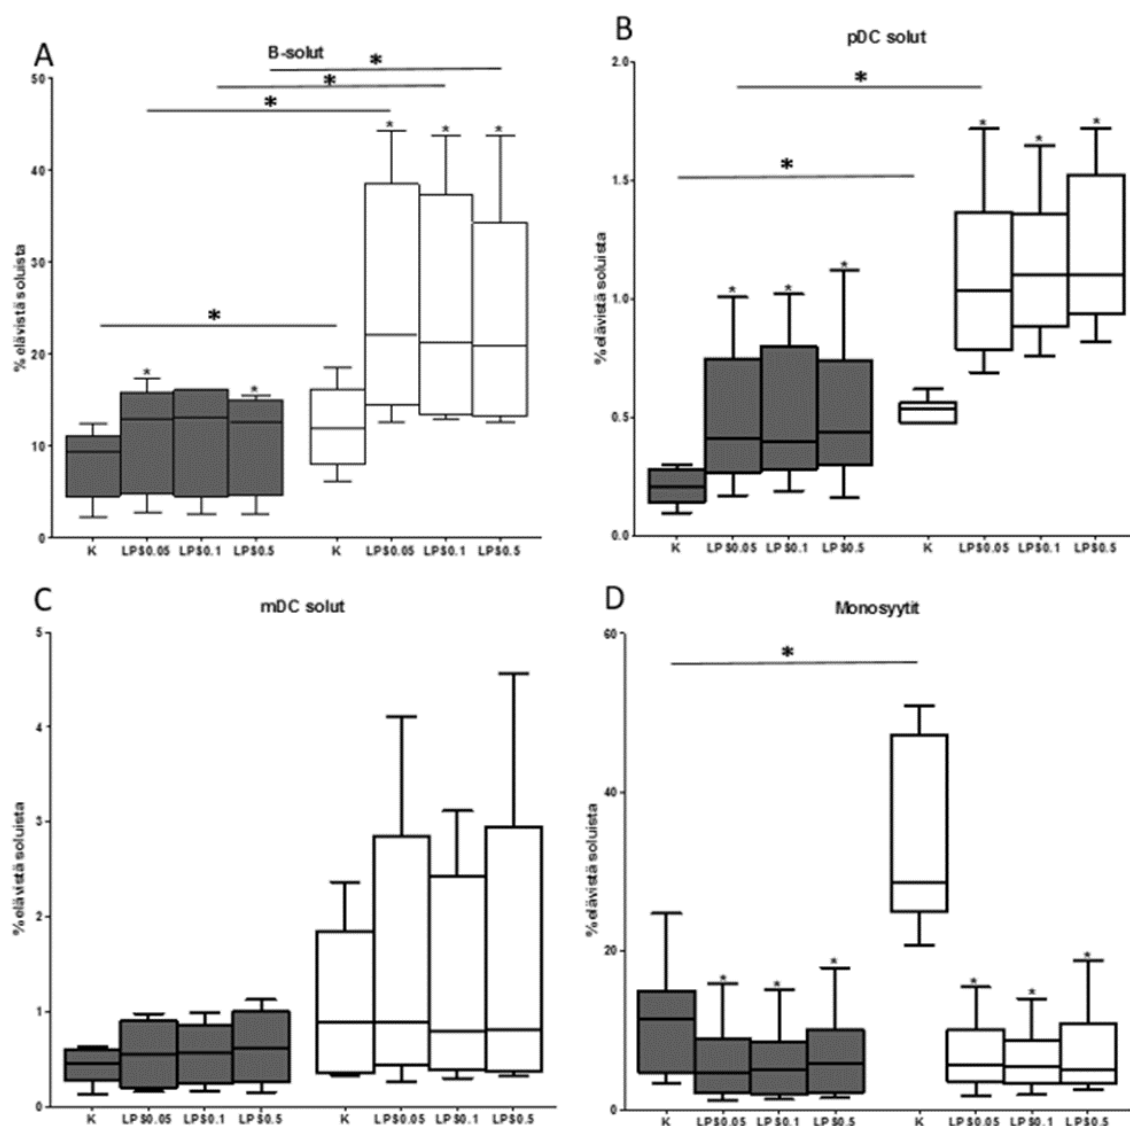 A
B-solut
*
*
*
50
*
*
*
40
% elävistä soluista
30
*
20
*
*
10
0
K LPS0.05 LPS0.1 LPS0.5 K LPS0.05 LPS0.1 LPS0.5
B
pDC solut
2.0
*
*
*
*
*
1.5
% elävistä soluista
*
*
*
1.0
0.5
0.0
K LPS0.05 LPS0.1 LPS0.5 K LPS0.05 LPS0.1 LPS0.5
C
mDC solut
5
4
3
% elävistä soluista
2
1
0
K LPS0.05 LPS0.1 LPS0.5 K LPS0.05 LPS0.1 LPS0.5
D
Monosyytit
60
*
40
% elävistä soluista
20
*
*
*
*
*
*
0
K LPS0.05 LPS0.1 LPS0.5 K LPS0.05 LPS0.1 LPS0.5